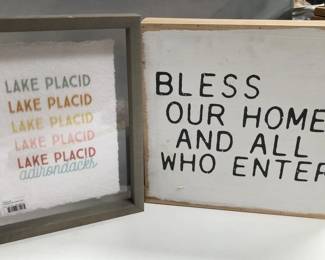 LAKE PLACID
LAKE PLACID
LAKE PLACID
LAKE PLACID
LAKE PLACID
adirondacks
BLESS
OUR HOME
AND ALL
WHO ENTER